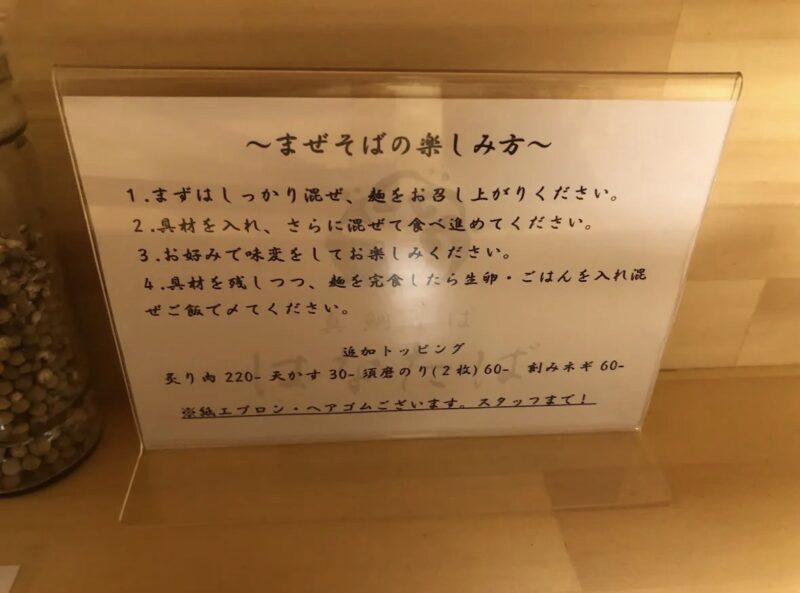 〜まぜそばの楽しみ方〜
1.まずはしっかり混ぜ、麺をお召し上がりください。
2.具材を入れ、さらに混ぜて食べ進めてください。
3.お好みで味変をしてお楽しみください。
4.具材を残しつつ、麺を完食したら生卵・ごはんを入れ混
ぜご飯で〆てください。
追加トッピング
炙り肉 220- 天かす 30- 須磨のり(2枚) 60- 刻みネギ 60-
※紙エプロン・ヘアゴムございます。スタッフまで！